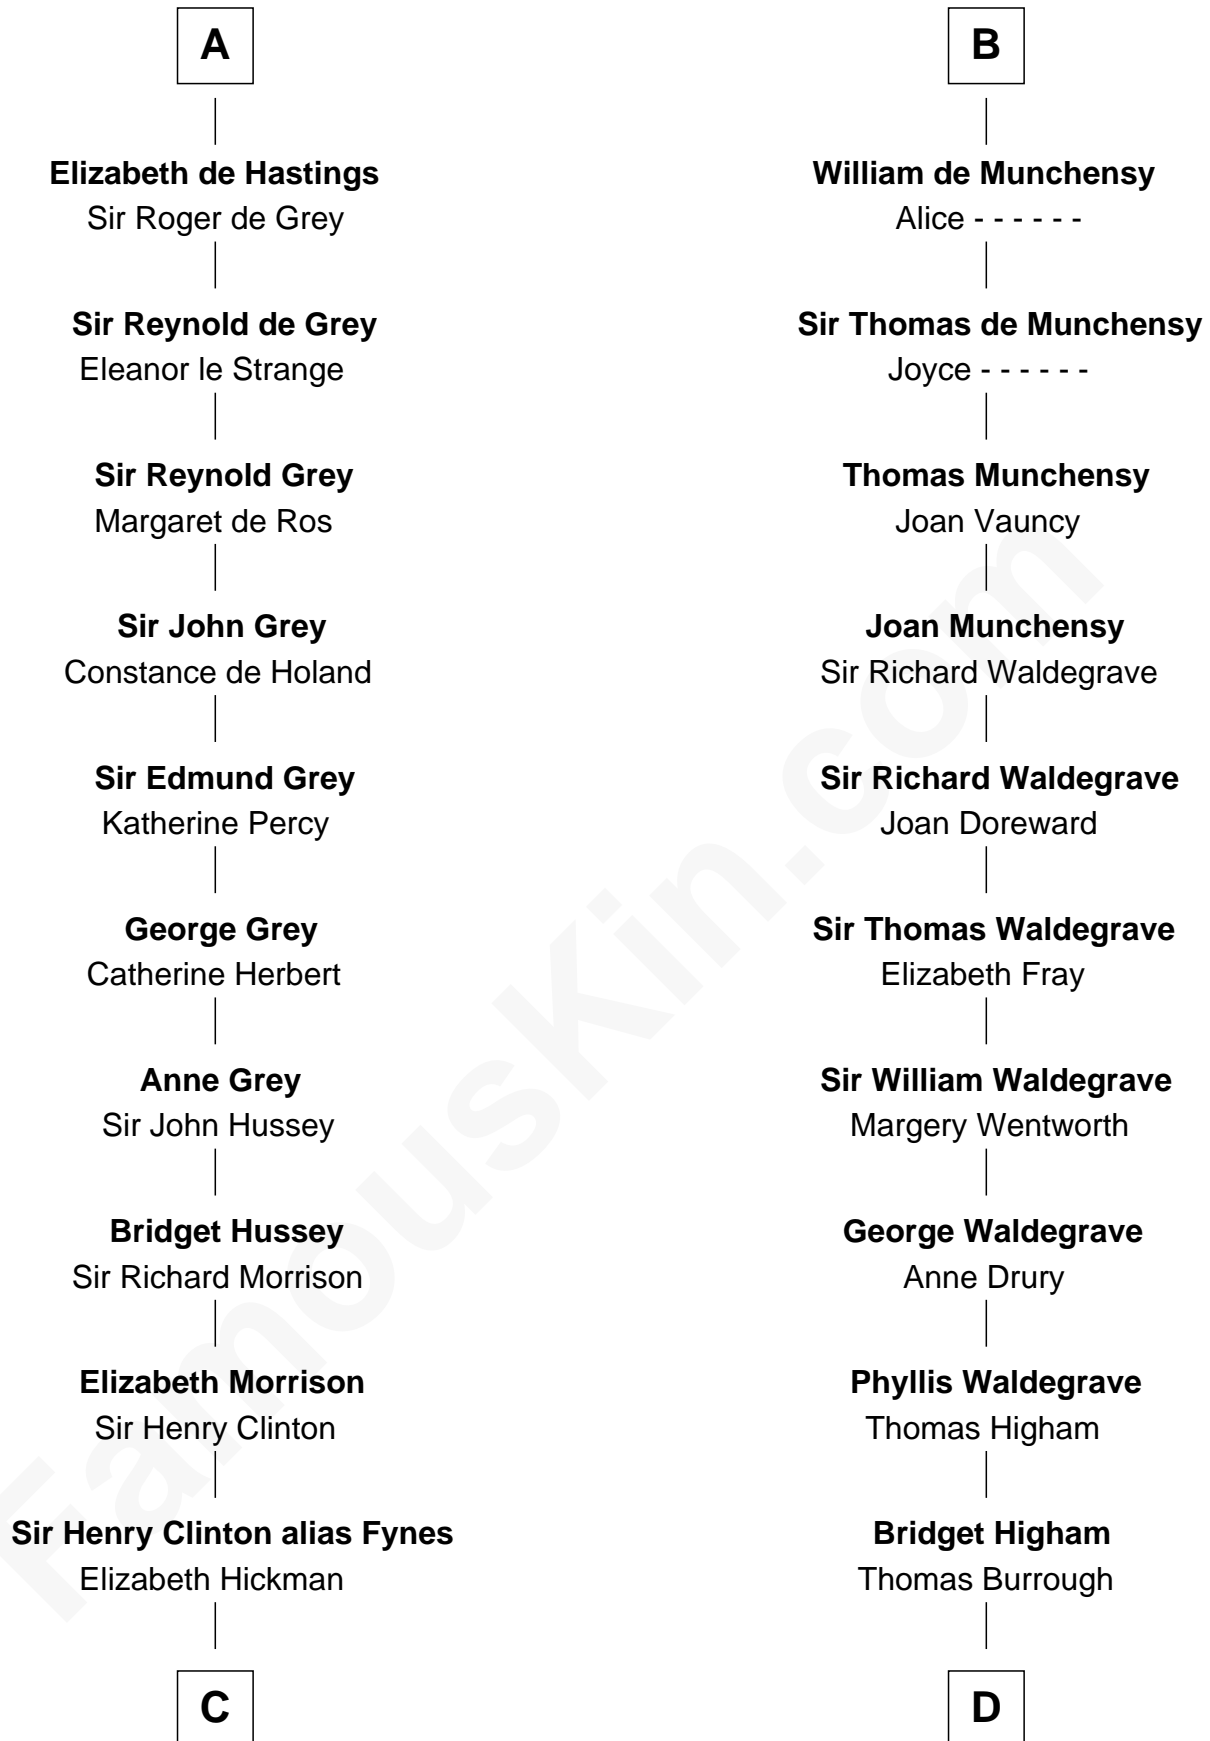 A
Elizabeth de Hastings
Sir Roger de Grey
Sir Reynold de Grey
Eleanor le Strange
Sir Reynold Grey
Margaret de Ros
Sir John Grey
Constance de Holand
Sir Edmund Grey
Katherine Percy
George Grey
Catherine Herbert
Anne Grey
Sir John Hussey
Bridget Hussey
Sir Richard Morrison
Elizabeth Morrison
Sir Henry Clinton
Sir Henry Clinton alias Fynes
Elizabeth Hickman
C
B
William de Munchensy
Alice - - - - - -
Sir Thomas de Munchensy
Joyce - - - - - -
Thomas Munchensy
Joan Vauncy
Joan Munchensy
Sir Richard Waldegrave
Sir Richard Waldegrave
Joan Doreward
Sir Thomas Waldegrave
Elizabeth Fray
Sir William Waldegrave
Margery Wentworth
George Waldegrave
Anne Drury
Phyllis Waldegrave
Thomas Higham
Bridget Higham
Thomas Burrough
D
FamousKin.com